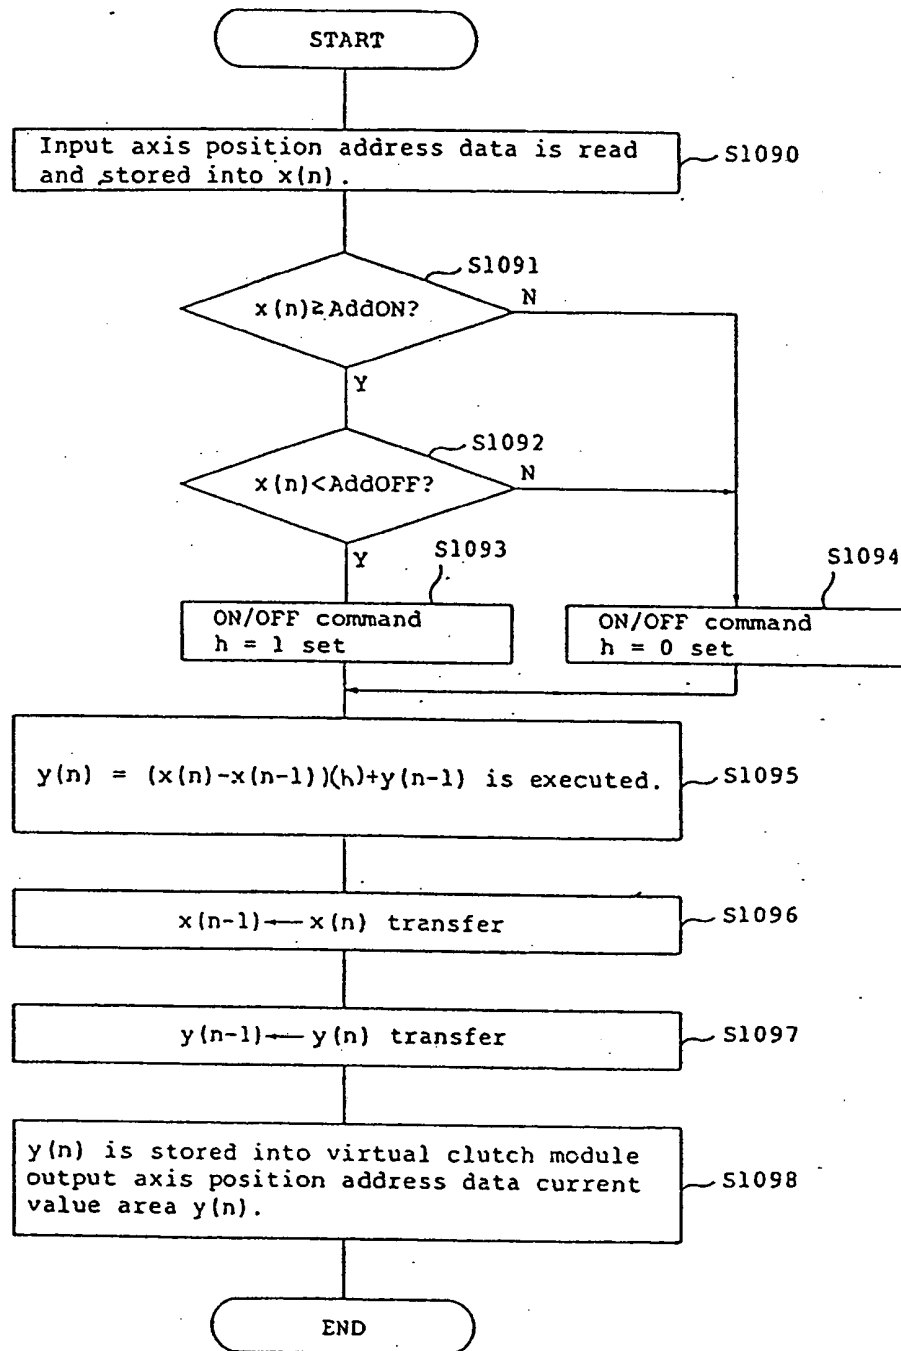 START
Input axis position address data is read
and stored into x(n).
S1090
S1091
x(n)≥AddON?
N
Y
S1092
x(n)<AddOFF?
N
Y
S1093
S1094
ON/OFF command
h = 1 set
ON/OFF command
h = 0 set
y(n) = (x(n)-x(n-1))(h)+y(n-1) is executed.
S1095
x(n-1)← x(n) transfer
S1096
y(n-1)← y(n) transfer
S1097
y(n) is stored into virtual clutch module
output axis position address data current
value area y(n).
S1098
END